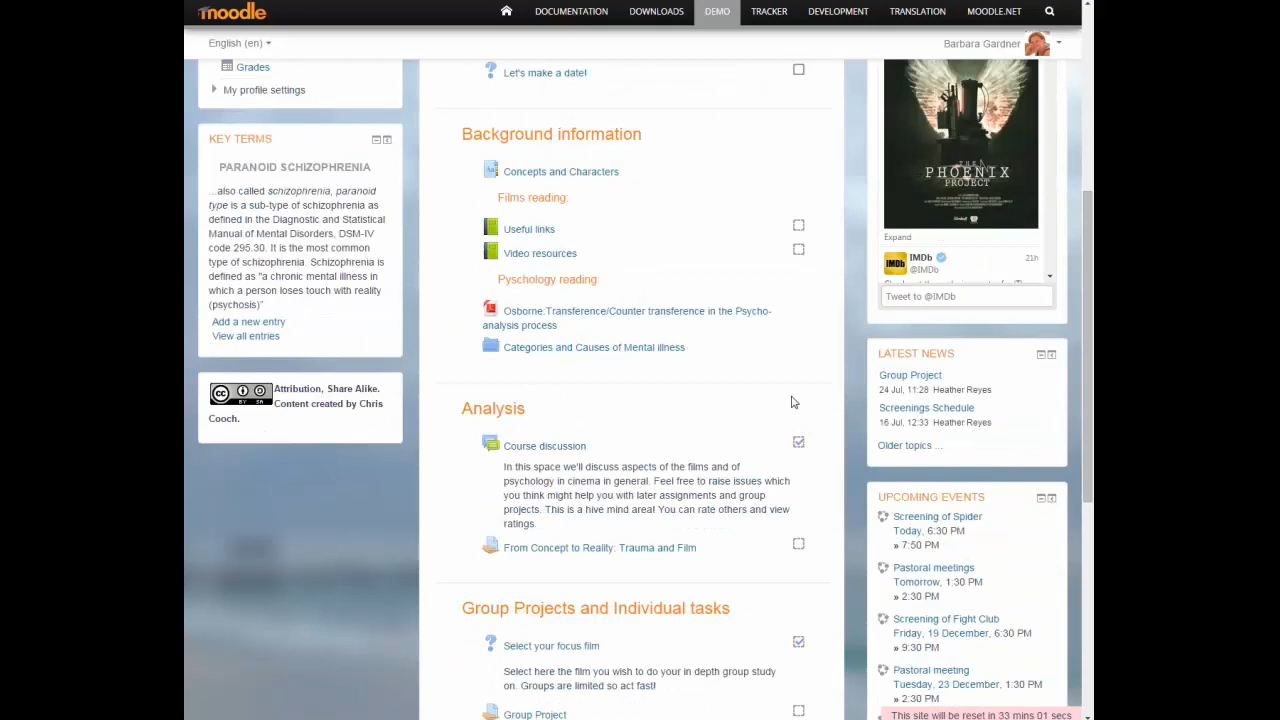 moodle
DOCUMENTATION DOWNLOADS DEMO TRACKER DEVELOPMENT TRANSLATION MOODLE.NET
English (en)
Barbara Gardner
Grades
My profile settings
KEY TERMS
PARANOID SCHIZOPHRENIA
...also called schizophrenia, paranoid
type is a sub-type of schizophrenia as
defined in the Diagnostic and Statistical
Manual of Mental Disorders, DSM-IV
code 295.30. It is the most common
type of schizophrenia. Schizophrenia is
defined as "a chronic mental illness in
which a person loses touch with reality
(psychosis)"
Add a new entry
View all entries
Attribution, Share Alike.
Content created by Chris
Cooch.
Let's make a date!
Background information
Concepts and Characters
Films reading:
Useful links
Video resources
Pyschology reading:
Osborne:Transference/Counter transference in the Psycho-
analysis process
Categories and Causes of Mental illness
Analysis
Course discussion
In this space we'll discuss aspects of the films and of
psychology in cinema in general. Feel free to raise issues which
you think might help you with later assignments and group
projects. This is a hive mind area! You can rate others and view
ratings.
From Concept to Reality: Trauma and Film
Group Projects and Individual tasks
Select your focus film
Select here the film you wish to do your in depth group study
on. Groups are limited so act fast!
Group Project
THE
PHOENIX
PROJECT
Expand
IMDb
IMDb
21h
@IMDb
Tweet to @IMDb
LATEST NEWS
Group Project
24 Jul, 11:28 Heather Reyes
Screenings Schedule
16 Jul, 12:33 Heather Reyes
Older topics ...
UPCOMING EVENTS
Screening of Spider
Today, 6:30 PM
» 7:50 PM
Pastoral meetings
Tomorrow, 1:30 PM
» 2:30 PM
Screening of Fight Club
Friday, 19 December, 6:30 PM
» 9:30 PM
Pastoral meeting
Tuesday, 23 December, 1:30 PM
» 2:30 PM
This site will be reset in 33 mins 01 secs